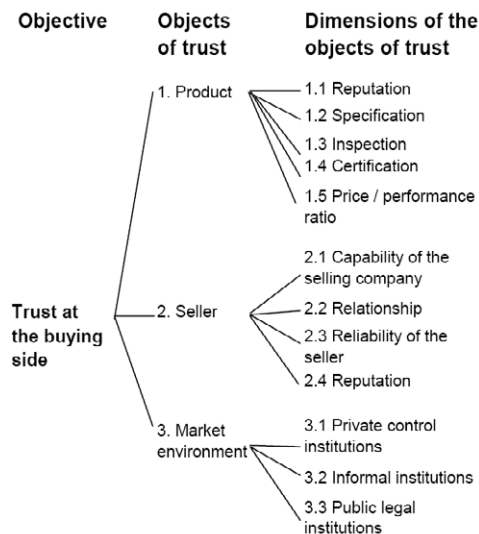 Objective
Objects
of trust
Dimensions of the
objects of trust
1. Product
1.1 Reputation
1.2 Specification
1.3 Inspection
1.4 Certification
1.5 Price / performance
ratio
Trust at
the buying
side
2. Seller
2.1 Capability of the
selling company
2.2 Relationship
2.3 Reliability of the
seller
2.4 Reputation
3. Market
environment
3.1 Private control
institutions
3.2 Informal institutions
3.3 Public legal
institutions